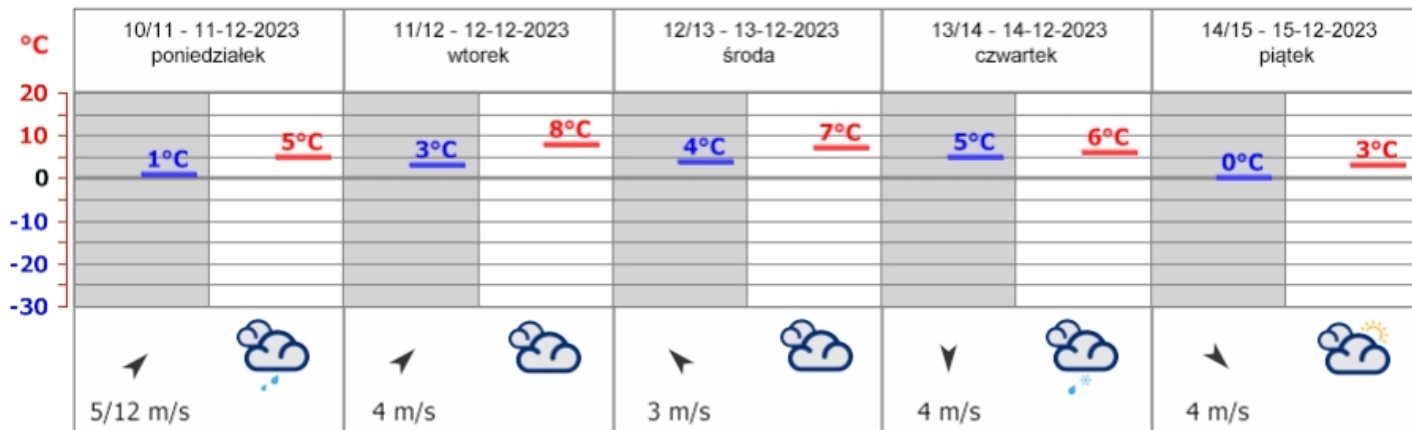 °C
10/11 - 11-12-2023
poniedziałek
11/12 - 12-12-2023
wtorek
12/13 - 13-12-2023
środa
13/14 - 14-12-2023
czwartek
14/15 - 15-12-2023
piątek
20
10
0
-10
-20
-30
1°C 5°C 3°C 8°C 4°C 7°C 5°C 6°C 0°C 3°C
5/12 m/s 4 m/s 3 m/s 4 m/s 4 m/s